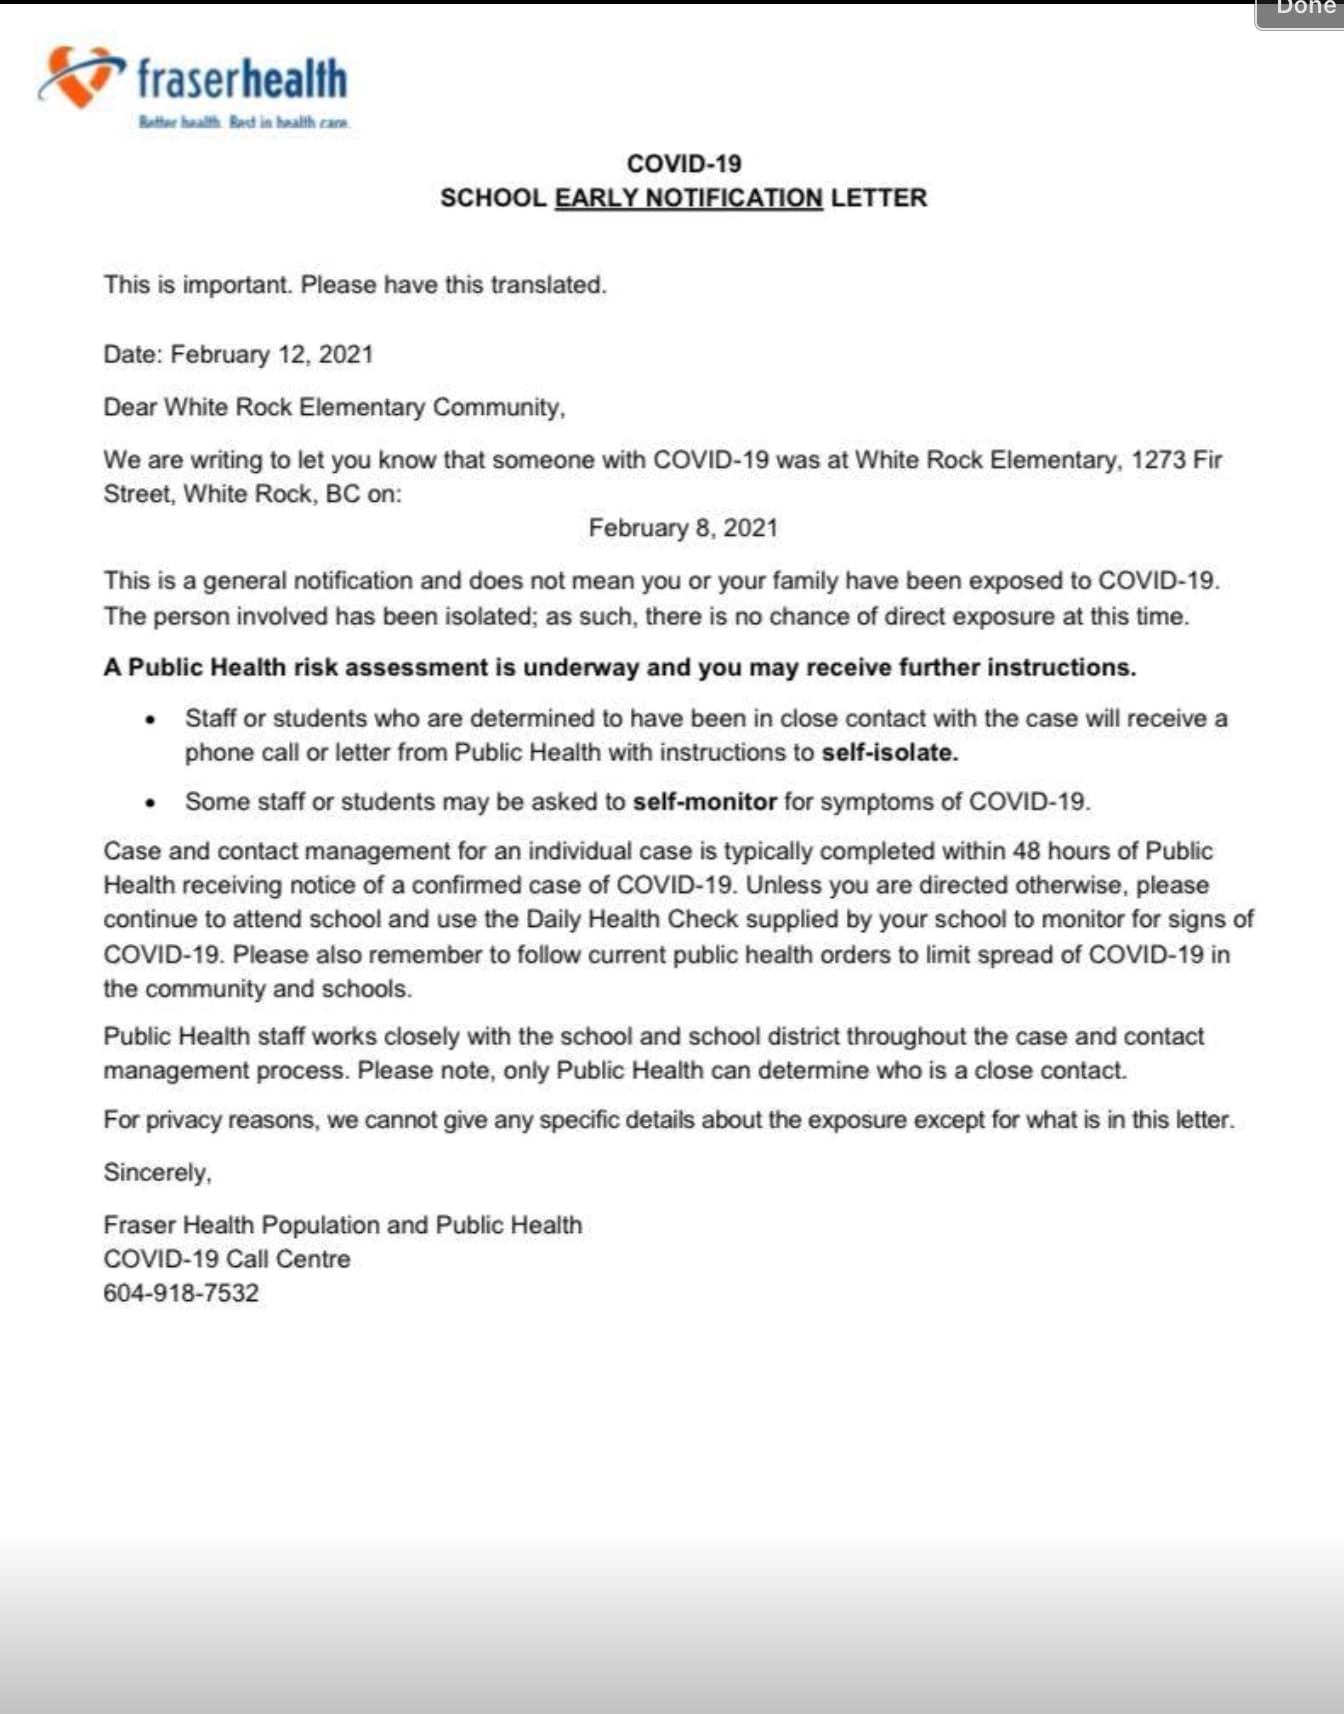 Done
fraserhealth
Better health. Best in health care.
COVID-19
SCHOOL EARLY NOTIFICATION LETTER
This is important. Please have this translated.
Date: February 12, 2021
Dear White Rock Elementary Community,
We are writing to let you know that someone with COVID-19 was at White Rock Elementary, 1273 Fir
Street, White Rock, BC on:
February 8, 2021
This is a general notification and does not mean you or your family have been exposed to COVID-19.
The person involved has been isolated; as such, there is no chance of direct exposure at this time.
A Public Health risk assessment is underway and you may receive further instructions.
• Staff or students who are determined to have been in close contact with the case will receive a
phone call or letter from Public Health with instructions to self-isolate.
• Some staff or students may be asked to self-monitor for symptoms of COVID-19.
Case and contact management for an individual case is typically completed within 48 hours of Public
Health receiving notice of a confirmed case of COVID-19. Unless you are directed otherwise, please
continue to attend school and use the Daily Health Check supplied by your school to monitor for signs of
COVID-19. Please also remember to follow current public health orders to limit spread of COVID-19 in
the community and schools.
Public Health staff works closely with the school and school district throughout the case and contact
management process. Please note, only Public Health can determine who is a close contact.
For privacy reasons, we cannot give any specific details about the exposure except for what is in this letter.
Sincerely,
Fraser Health Population and Public Health
COVID-19 Call Centre
604-918-7532